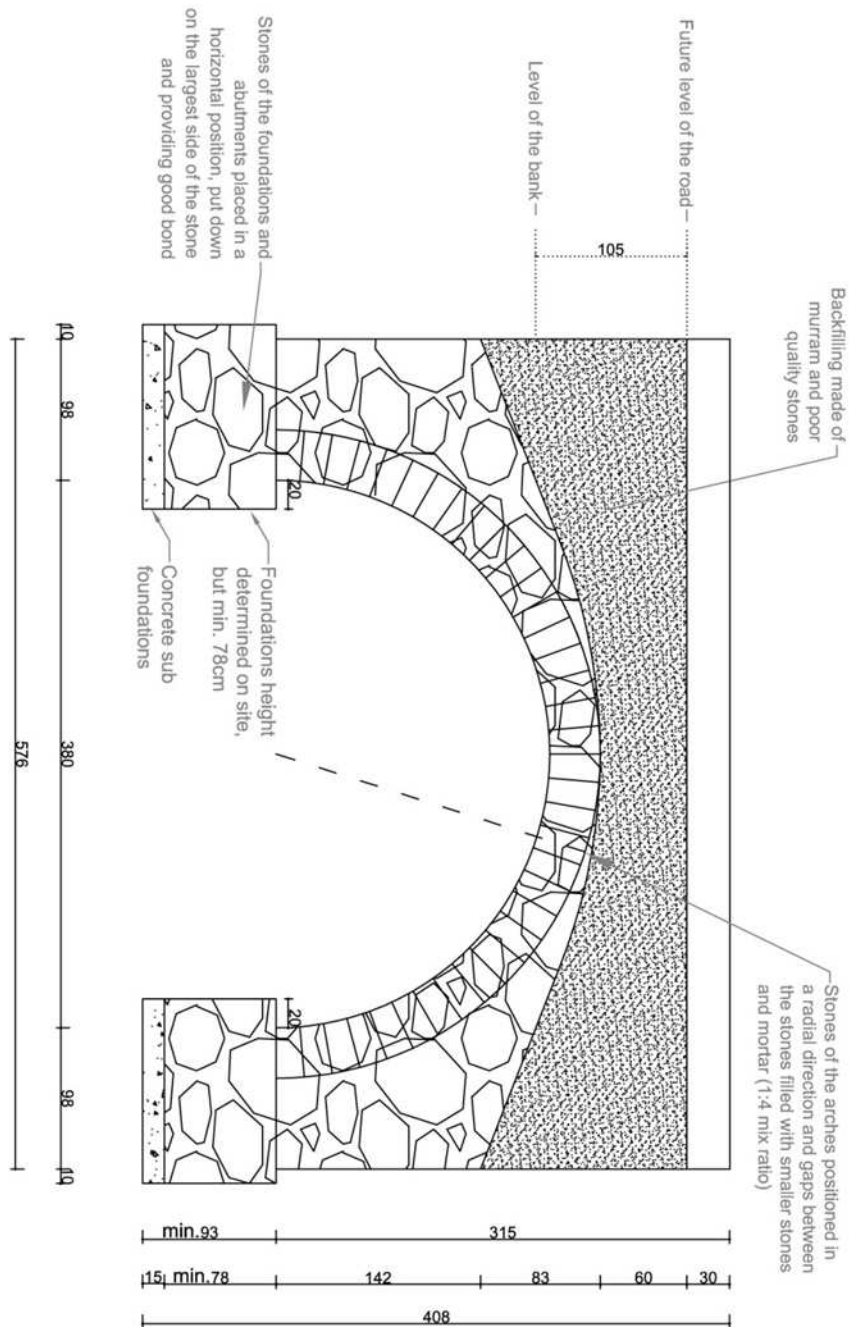 Backfilling made of
murram and poor
quality stones
Future level of the road
Level of the bank
105
Stones of the arches positioned in
a radial direction and gaps between
the stones filled with smaller stones
and mortar (1:4 mix ratio)
Stones of the foundations and
abutments placed in a
horizontal position, put down
on the largest side of the stone
and providing good bond
20
20
Foundations height
determined on site,
but min. 78cm
Concrete sub
foundations
10
98
380
98
10
576
30
60
83
142
min.78
15
315
min.93
408